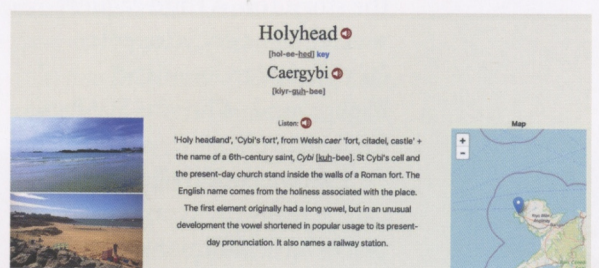 Holyhead
[hol-ee-hed] key
Caergybi
[kiyr-guh-bee]
Listen:
'Holy headland', 'Cybi's fort', from Welsh caer 'fort, citadel, castle' +
the name of a 6th-century saint, Cybi [kuh-bee]. St Cybi's cell and
the present-day church stand inside the walls of a Roman fort. The
English name comes from the holiness associated with the place.
The first element originally had a long vowel, but in an unusual
development the vowel shortened in popular usage to its present-
day pronunciation. It also names a railway station.
Map
+
-